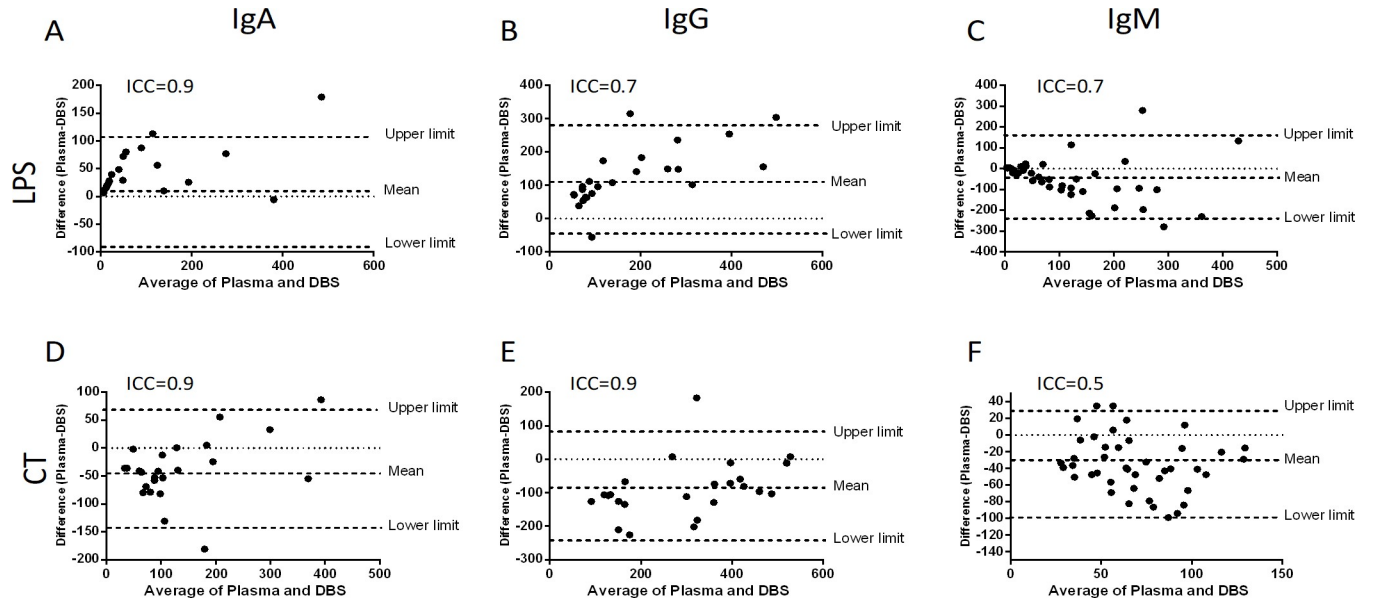 IgA IgG IgM
LPS
CT
A
ICC=0.9
Difference (Plasma-DBS)
200
150
100
50
0
-50
-100
0 200 400 600
Average of Plasma and DBS
Upper limit
Mean
Lower limit
B
ICC=0.7
Difference (Plasma-DBS)
400
300
200
100
0
-100
0 200 400 600
Average of Plasma and DBS
Upper limit
Mean
Lower limit
C
ICC=0.7
Difference (Plasma-DBS)
400
300
200
100
0
-100
-200
-300
-400
0 100 200 300 400 500
Average of Plasma and DBS
Upper limit
Mean
Lower limit
D
ICC=0.9
Difference (Plasma-DBS)
100
50
0
-50
-100
-150
-200
0 100 200 300 400 500
Average of Plasma and DBS
Upper limit
Mean
Lower limit
E
ICC=0.9
Difference (Plasma-DBS)
200
100
0
-100
-200
-300
0 200 400 600
Average of Plasma and DBS
Upper limit
Mean
Lower limit
F
ICC=0.5
Difference (Plasma-DBS)
40
20
0
-20
-40
-60
-80
-100
-120
-140
0 50 100 150
Average of Plasma and DBS
Upper limit
Mean
Lower limit